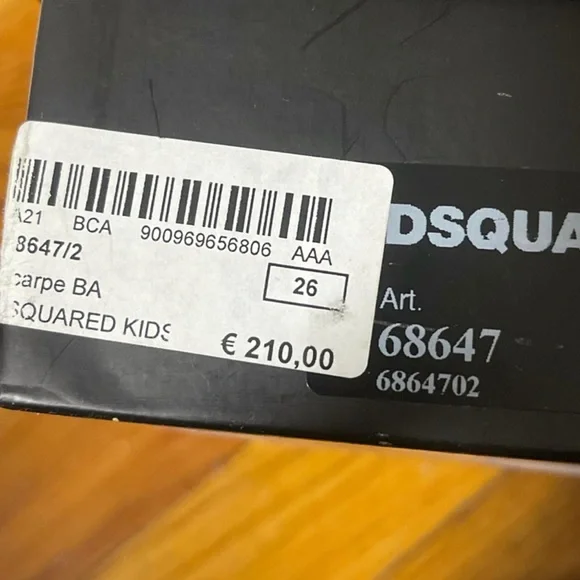 A21 BCA 900969656806 AAA
8647/2
carpe BA 26
SQUARED KIDS
€ 210,00
DSQUA
Art.
68647
6864702